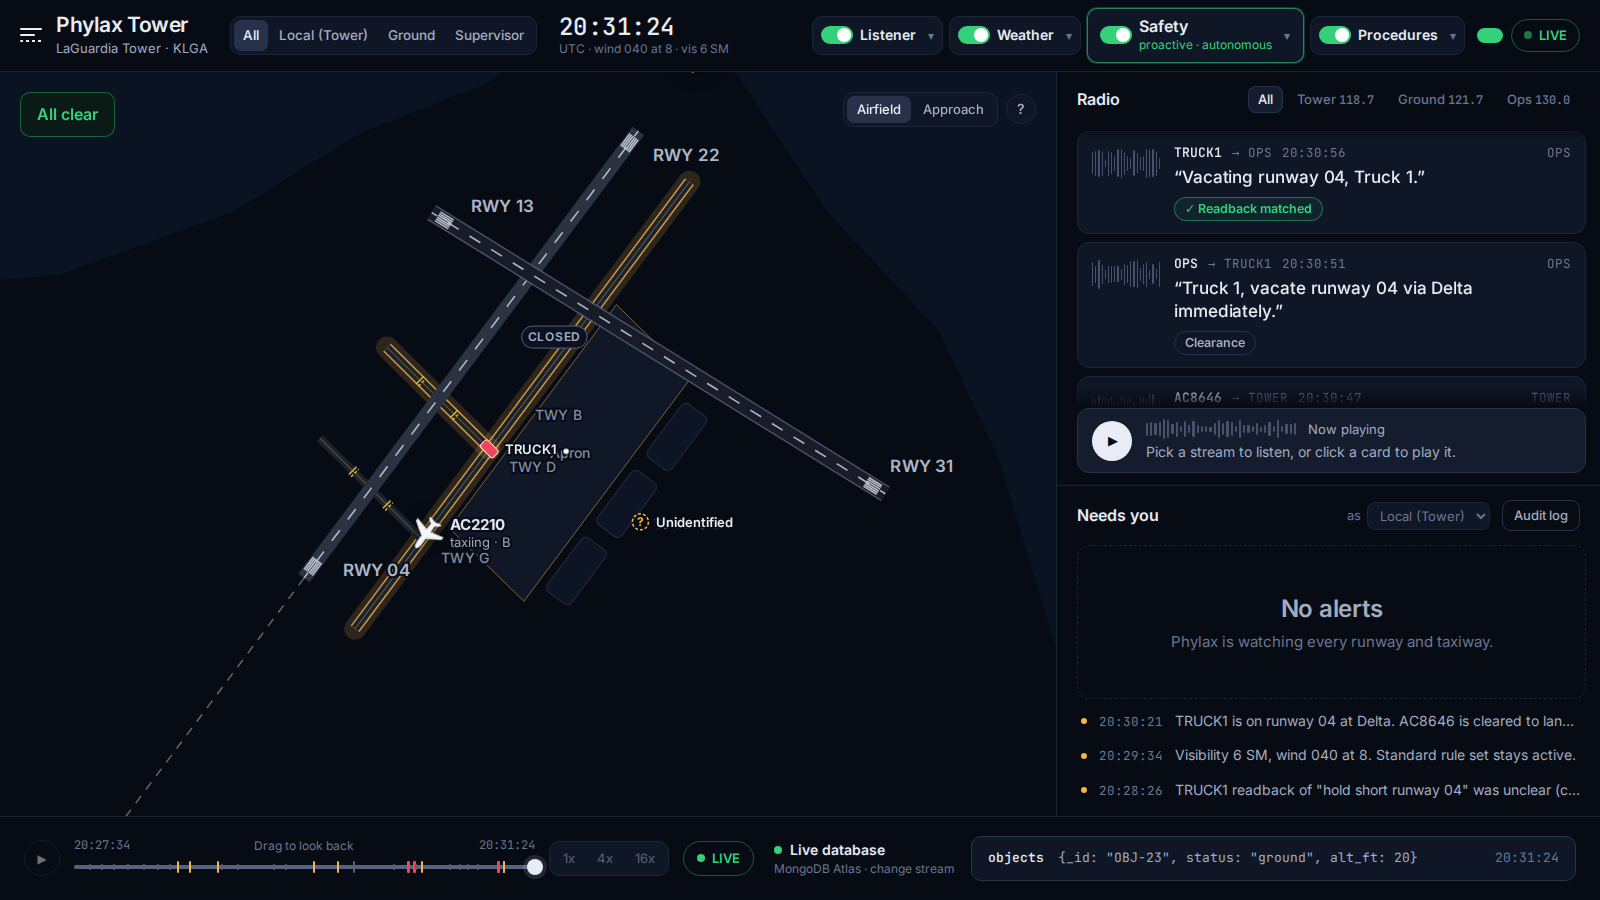 Phylax Tower
LaGuardia Tower · KLGA
All
Local (Tower)
Ground
Supervisor
20:31:24
UTC · wind 040 at 8 · vis 6 SM
Listener ▾
Weather ▾
Safety
proactive · autonomous ▾
Procedures ▾
LIVE
All clear
Airfield
Approach
?
RWY 22
RWY 13
CLOSED
TWY B
TRUCK1
Apron
TWY D
RWY 31
AC2210
taxiing · B
TWY G
? Unidentified
RWY 04
Radio
All
Tower 118.7
Ground 121.7
Ops 130.0
TRUCK1 → OPS 20:30:56
OPS
“Vacating runway 04, Truck 1.”
✓ Readback matched
OPS → TRUCK1 20:30:51
OPS
“Truck 1, vacate runway 04 via Delta
immediately.”
Clearance
AC8646 → TOWER 20:30:47
TOWER
Now playing
Pick a stream to listen, or click a card to play it.
Needs you
as
Local (Tower)
Audit log
No alerts
Phylax is watching every runway and taxiway.
20:30:21 TRUCK1 is on runway 04 at Delta. AC8646 is cleared to lan...
20:29:34 Visibility 6 SM, wind 040 at 8. Standard rule set stays active.
20:28:26 TRUCK1 readback of "hold short runway 04" was unclear (c...
20:27:34
Drag to look back
20:31:24
1x
4x
16x
LIVE
Live database
MongoDB Atlas · change stream
objects {_id: "OBJ-23", status: "ground", alt_ft: 20}
20:31:24